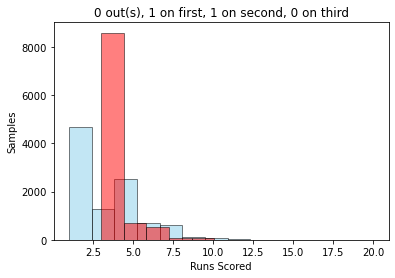 0 out(s), 1 on first, 1 on second, 0 on third
8000
6000
4000
2000
0
Samples
2.5 5.0 7.5 10.0 12.5 15.0 17.5 20.0
Runs Scored